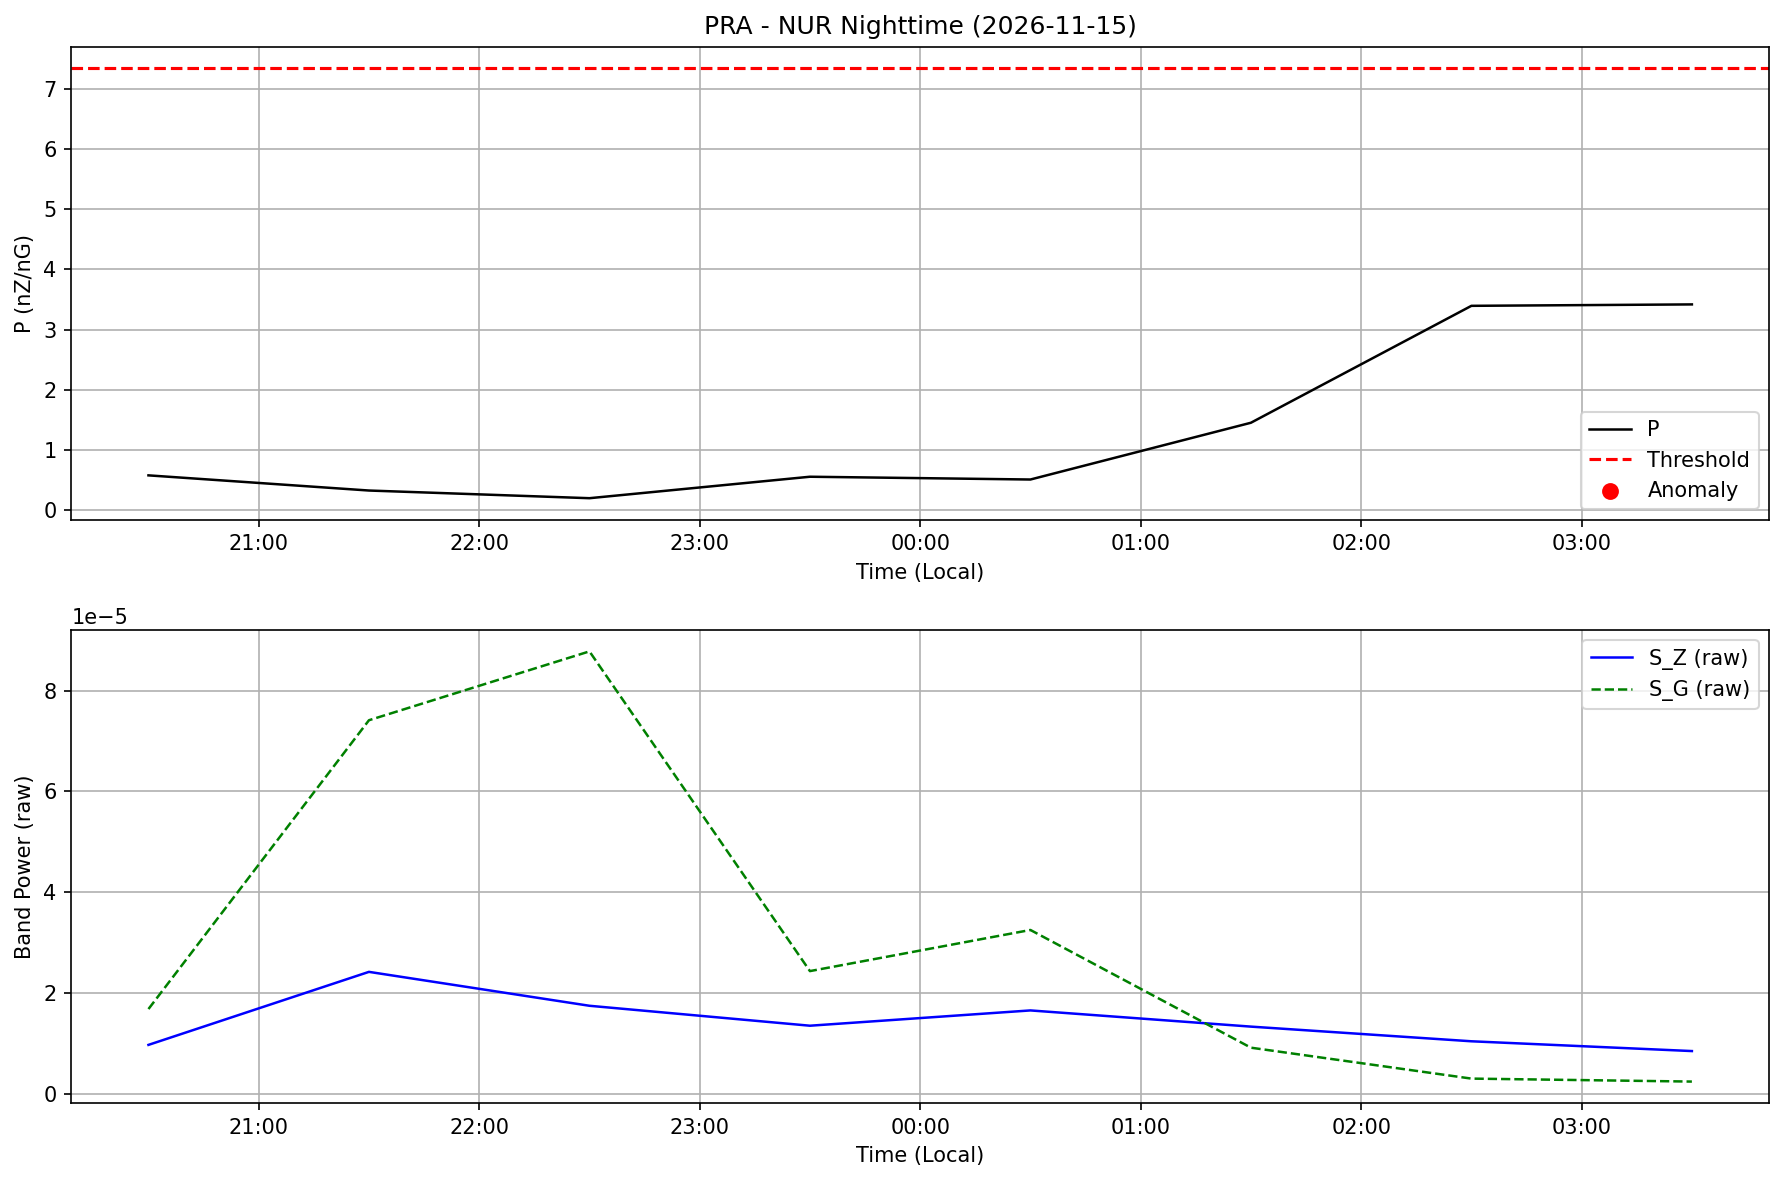 PRA - NUR Nighttime (2026-11-15)
P (nZ/nG)
7
6
5
4
3
2
1
0
P
Threshold
Anomaly
21:00 22:00 23:00 00:00 01:00 02:00 03:00
Time (Local)
1e−5
Band Power (raw)
8
6
4
2
0
S_Z (raw)
S_G (raw)
21:00 22:00 23:00 00:00 01:00 02:00 03:00
Time (Local)